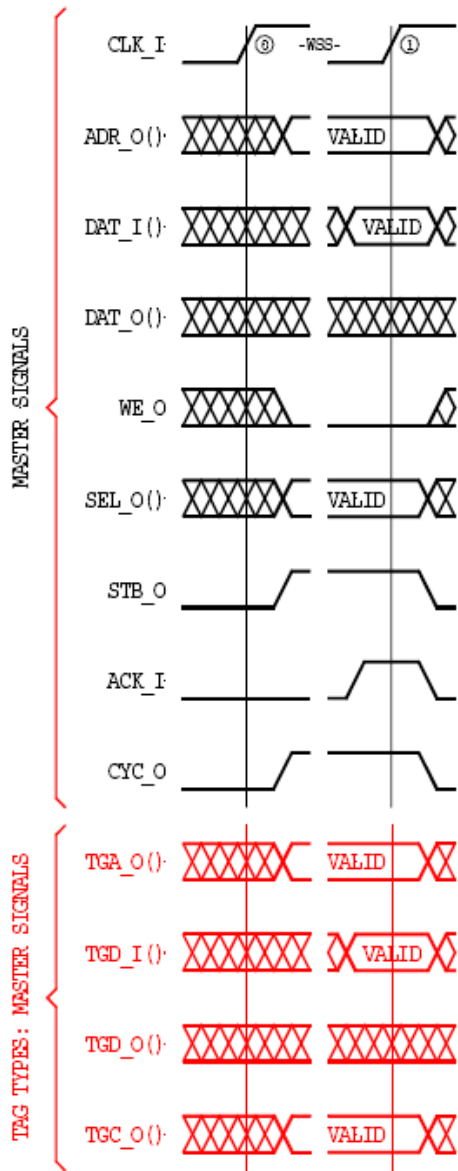 MASTER SIGNALS
CLK_I
0 -WSS- 1
ADR_O()
VALID
DAT_I()
VALID
DAT_O()
WE_O
SEL_O()
VALID
STB_O
ACK_I
CYC_O
TAG TYPES: MASTER SIGNALS
TGA_O()
VALID
TGD_I()
VALID
TGD_O()
TGC_O()
VALID